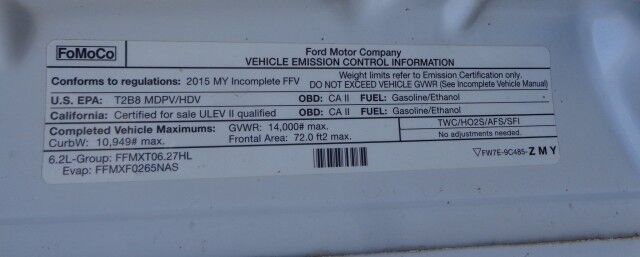 FoMoCo
Ford Motor Company
VEHICLE EMISSION CONTROL INFORMATION
Conforms to regulations: 2015 MY Incomplete FFV
Weight limits refer to Emission Certification only.
DO NOT EXCEED VEHICLE GVWR (See Incomplete Vehicle Manual)
U.S. EPA: T2B8 MDPV/HDV OBD: CA II FUEL: Gasoline/Ethanol
California: Certified for sale ULEV II qualified OBD: CA II FUEL: Gasoline/Ethanol
Completed Vehicle Maximums: GVWR: 14,000# max.
CurbW: 10,949# max. Frontal Area: 72.0 ft2 max.
TWC/HO2S/AFS/SFI
No adjustments needed.
6.2L-Group: FFMXT06.27HL
Evap: FFMXF0265NAS
▽FW7E-9C485-ZMY